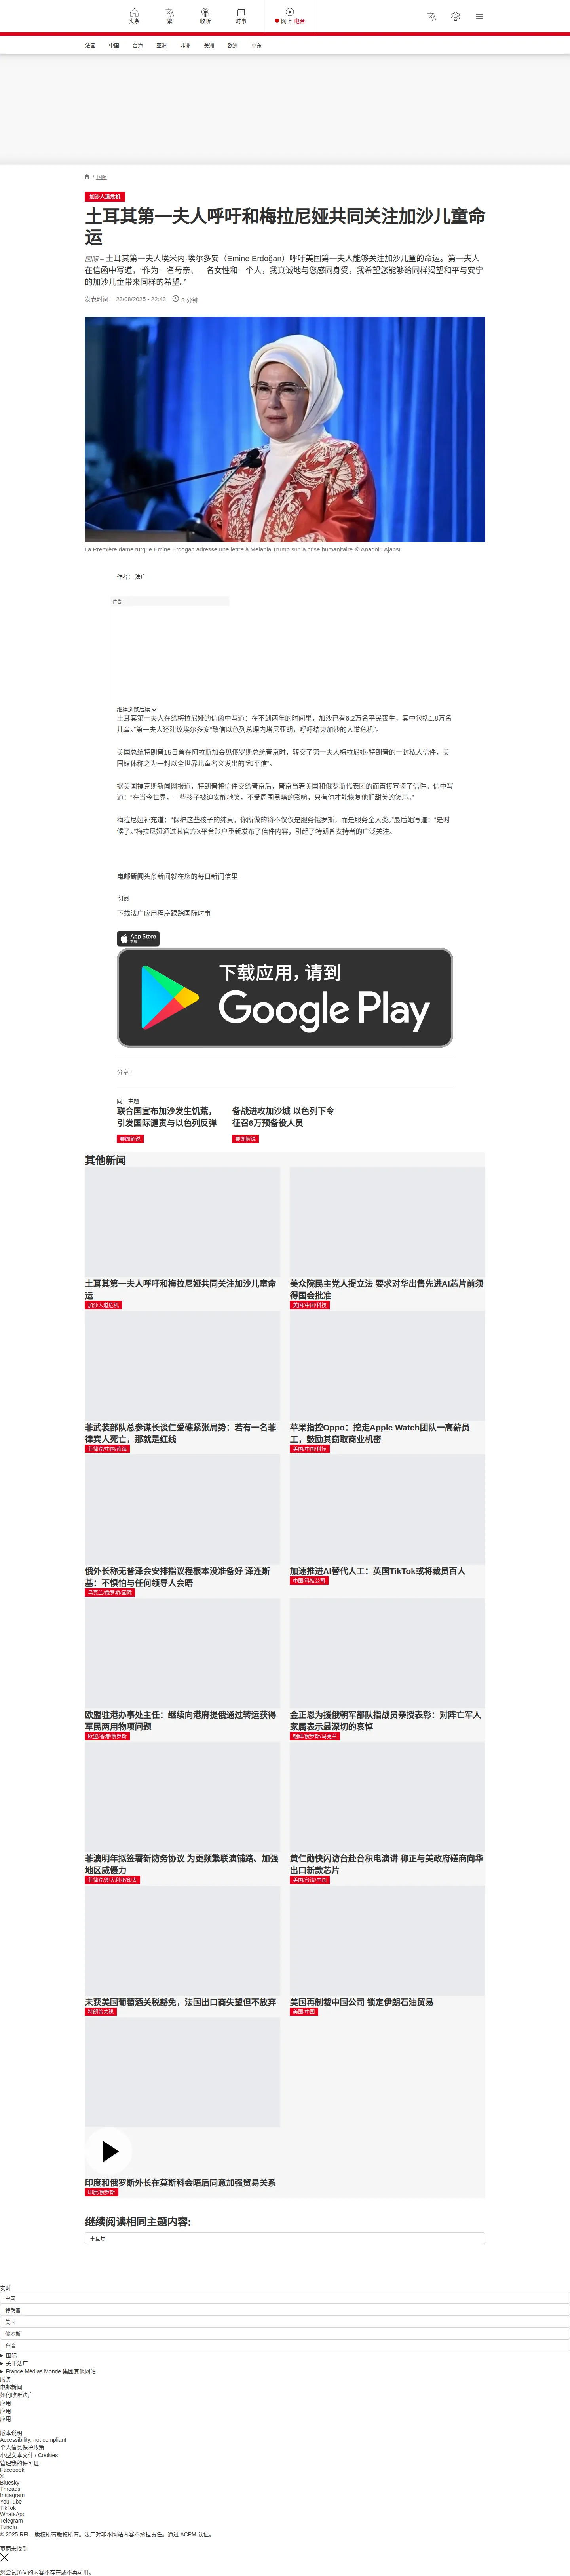 头条
繁
收听
时事
网上 电台
法国
中国
台海
亚洲
非洲
美洲
欧洲
中东
/ 国际
加沙人道危机
土耳其第一夫人呼吁和梅拉尼娅共同关注加沙儿童命
运
国际 – 土耳其第一夫人埃米内·埃尔多安（Emine Erdoğan）呼吁美国第一夫人能够关注加沙儿童的命运。第一夫人
在信函中写道，“作为一名母亲、一名女性和一个人，我真诚地与您感同身受，我希望您能够给同样渴望和平与安宁
的加沙儿童带来同样的希望。”
发表时间： 23/08/2025 - 22:43
3 分钟
La Première dame turque Emine Erdogan adresse une lettre à Melania Trump sur la crise humanitaire © Anadolu Ajansı
作者： 法广
广告
继续浏览后续
土耳其第一夫人在给梅拉尼娅的信函中写道：在不到两年的时间里，加沙已有6.2万名平民丧生，其中包括1.8万名
儿童。”第一夫人还建议埃尔多安“致信以色列总理内塔尼亚胡，呼吁结束加沙的人道危机”。
美国总统特朗普15日曾在阿拉斯加会见俄罗斯总统普京时，转交了第一夫人梅拉尼娅·特朗普的一封私人信件，美
国媒体称之为一封以全世界儿童名义发出的“和平信”。
据美国福克斯新闻网报道，特朗普将信件交给普京后，普京当着美国和俄罗斯代表团的面直接宣读了信件。信中写
道：“在当今世界，一些孩子被迫安静地笑，不受周围黑暗的影响，只有你才能恢复他们甜美的笑声。”
梅拉尼娅补充道：“保护这些孩子的纯真，你所做的将不仅仅是服务俄罗斯，而是服务全人类。”最后她写道：“是时
候了。”梅拉尼娅通过其官方X平台账户重新发布了信件内容，引起了特朗普支持者的广泛关注。
电邮新闻头条新闻就在您的每日新闻信里
订阅
下载法广应用程序跟踪国际时事
App Store
下载
下载应用，请到
Google Play
分享 :
同一主题
联合国宣布加沙发生饥荒，
引发国际谴责与以色列反弹
要闻解说
备战进攻加沙城 以色列下令
征召6万预备役人员
要闻解说
其他新闻
土耳其第一夫人呼吁和梅拉尼娅共同关注加沙儿童命
运
加沙人道危机
美众院民主党人提立法 要求对华出售先进AI芯片前须
得国会批准
美国/中国/科技
菲武装部队总参谋长谈仁爱礁紧张局势：若有一名菲
律宾人死亡，那就是红线
菲律宾/中国/南海
苹果指控Oppo：挖走Apple Watch团队一高薪员
工，鼓励其窃取商业机密
美国/中国/科技
俄外长称无普泽会安排指议程根本没准备好 泽连斯
基：不惧怕与任何领导人会晤
乌克兰/俄罗斯/国际
加速推进AI替代人工：英国TikTok或将裁员百人
中国/科技公司
欧盟驻港办事处主任：继续向港府提俄通过转运获得
军民两用物项问题
欧盟/香港/俄罗斯
金正恩为援俄朝军部队指战员亲授表彰：对阵亡军人
家属表示最深切的哀悼
朝鲜/俄罗斯/乌克兰
菲澳明年拟签署新防务协议 为更频繁联演铺路、加强
地区威慑力
菲律宾/澳大利亚/印太
黄仁勋快闪访台赴台积电演讲 称正与美政府磋商向华
出口新款芯片
美国/台湾/中国
未获美国葡萄酒关税豁免，法国出口商失望但不放弃
特朗普关税
美国再制裁中国公司 锁定伊朗石油贸易
美国/中国
印度和俄罗斯外长在莫斯科会晤后同意加强贸易关系
印度/俄罗斯
继续阅读相同主题内容:
土耳其
实时
中国
特朗普
美国
俄罗斯
台湾
国际
关于法广
France Médias Monde 集团其他网站
服务
电邮新闻
如何收听法广
应用
应用
应用
版本说明
Accessibility: not compliant
个人信息保护政策
小型文本文件 / Cookies
管理我的许可证
Facebook
X
Bluesky
Threads
Instagram
YouTube
TikTok
WhatsApp
Telegram
TuneIn
© 2025 RFI – 版权所有版权所有。法广对非本网站内容不承担责任。通过 ACPM 认证。
页面未找到
您尝试访问的内容不存在或不再可用。